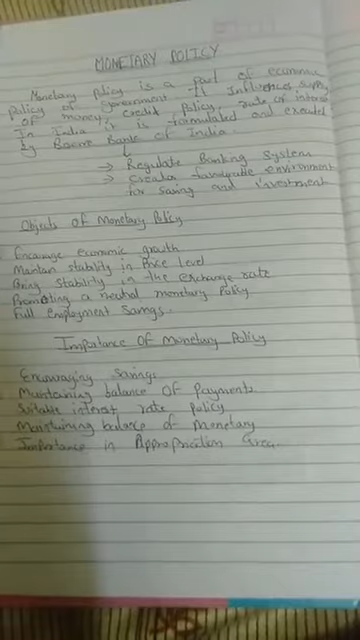 MONETARY POLICY
Monetary policy is a part of economic
policy of government. It Influences supply
of money, credit policy, rate of interest
In India it is formulated and executed
by Bank of India.
→ Regulate Banking System
→ Creates favourable environment
for saving and investment
Objects of Monetary Policy
Encourage economic growth
Maintain stability in Price Level
Bring stability in the exchange rate
Promoting a neutral monetary Policy
Full Employment Savings.
Importance Of Monetary Policy
Encouraging Savings
Maintaining balance of Payments
Suitable interest rate policy
Maintaining balance of Monetary
Importance in Appropriation Area.